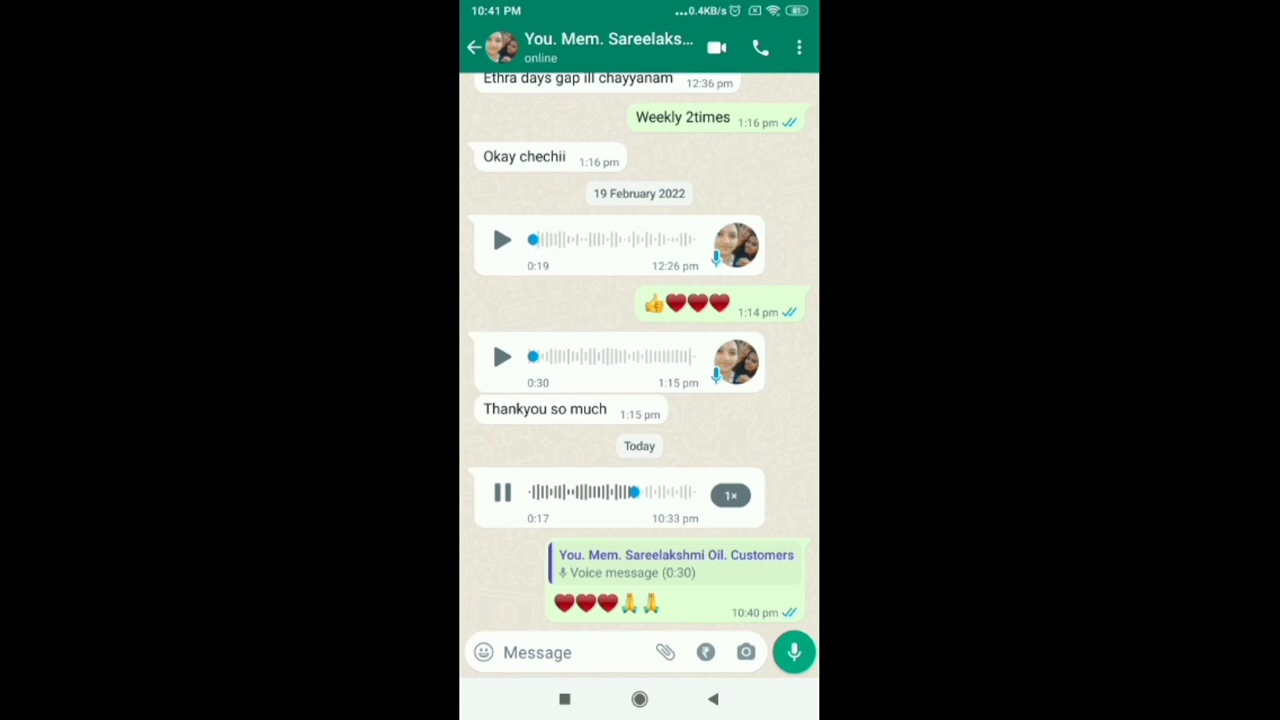 10:41 PM
...0.4KB/s
81
You. Mem. Sareelaks...
online
Ethra days gap ill chayyanam 12:36 pm
Weekly 2times 1:16 pm
Okay chechii 1:16 pm
19 February 2022
0:19 12:26 pm
👍❤❤❤ 1:14 pm
0:30 1:15 pm
Thankyou so much 1:15 pm
Today
1×
0:17 10:33 pm
You. Mem. Sareelakshmi Oil. Customers
Voice message (0:30)
❤❤❤🙏🙏 10:40 pm
Message
₹